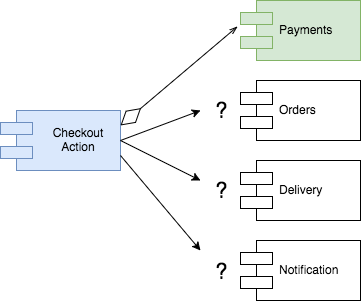 Payments
Checkout
Action
? Orders
? Delivery
? Notification